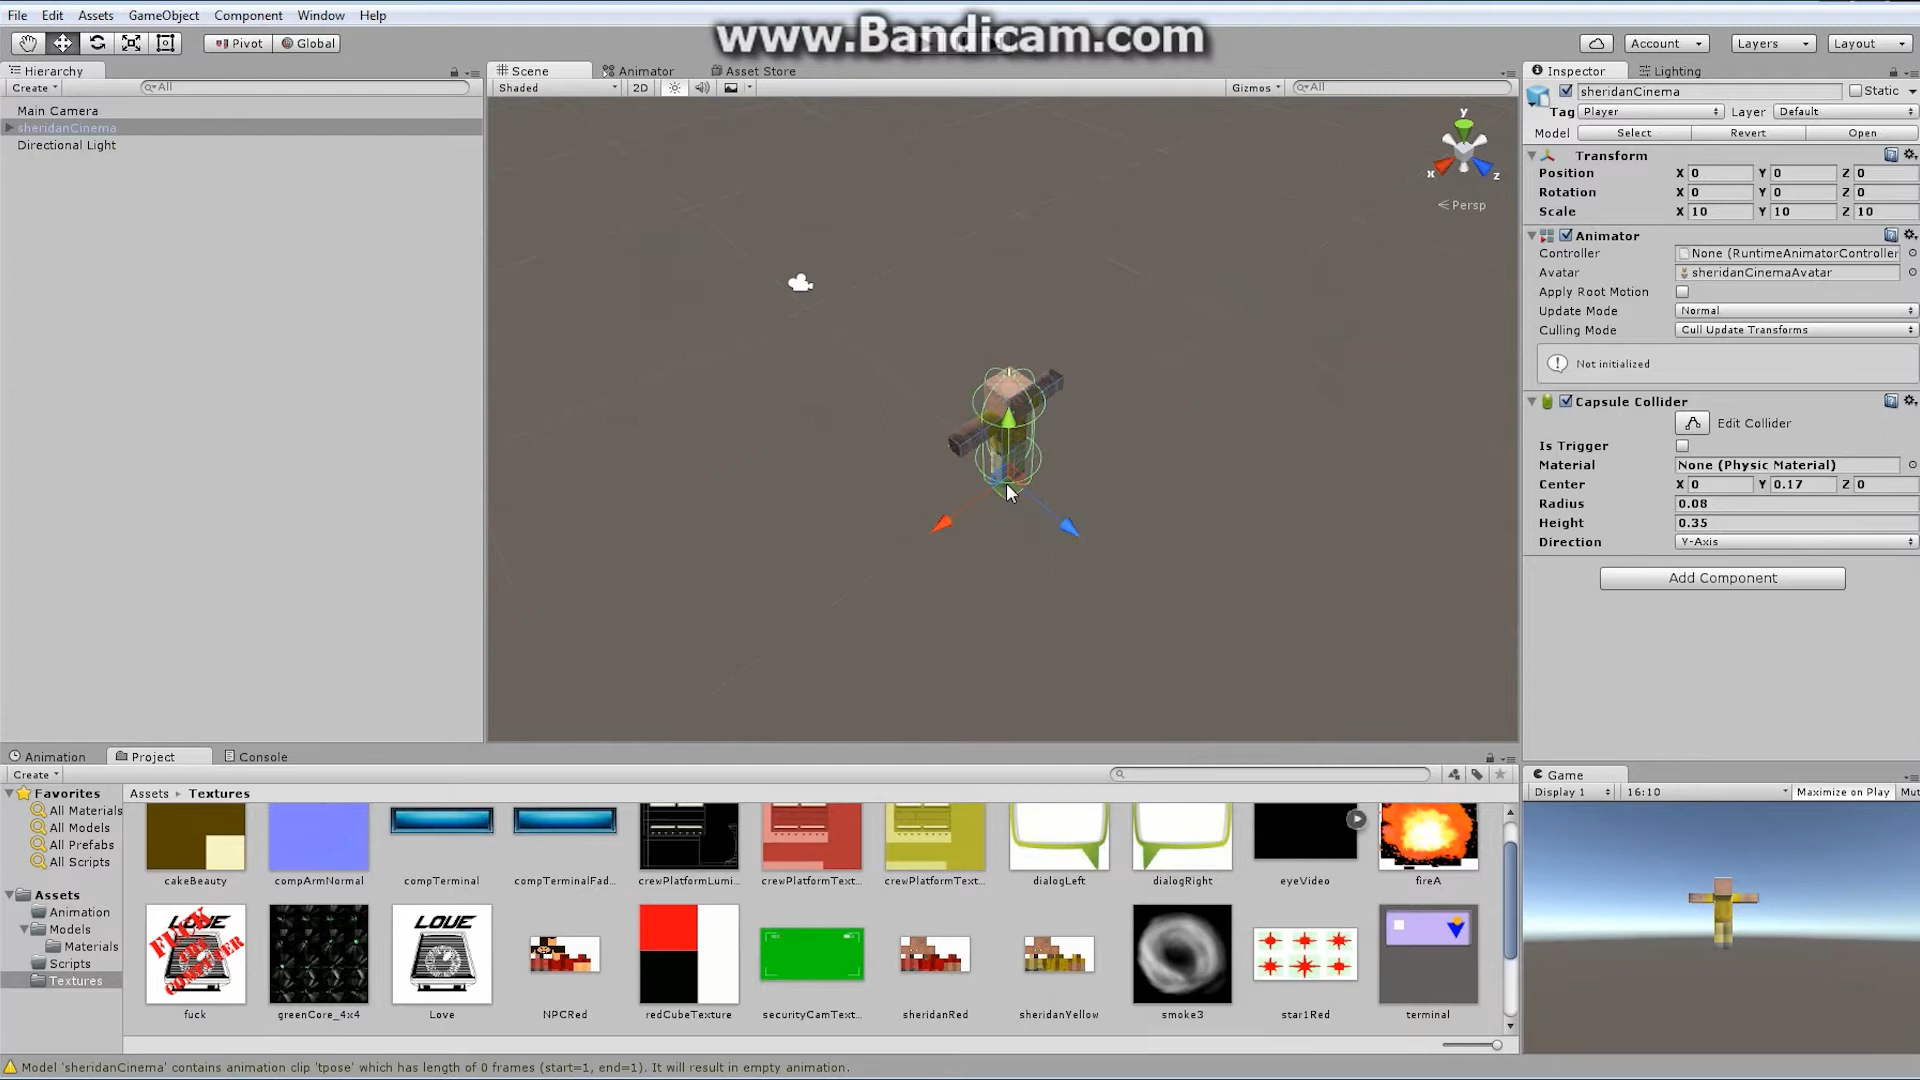 File Edit Assets GameObject Component Window Help
www.Bandicam.com
Pivot Global Account Layers Layout
Hierarchy
Create All
Main Camera
sheridanCinema
Directional Light
Scene Animator Asset Store
Shaded 2D Gizmos All
y
x z
Persp
Inspector Lighting
sheridanCinema Static
Tag Player Layer Default
Model Select Revert Open
Transform
Position X 0 Y 0 Z 0
Rotation X 0 Y 0 Z 0
Scale X 10 Y 10 Z 10
Animator
Controller None (RuntimeAnimatorController
Avatar sheridanCinemaAvatar
Apply Root Motion
Update Mode Normal
Culling Mode Cull Update Transforms
Not initialized
Capsule Collider
Edit Collider
Is Trigger
Material None (Physic Material)
Center X 0 Y 0.17 Z 0
Radius 0.08
Height 0.35
Direction Y-Axis
Add Component
Animation Project Console
Create
Favorites
All Materials
All Models
All Prefabs
All Scripts
Assets
Animation
Models
Materials
Scripts
Textures
Assets Textures
cakeBeauty compArmNormal compTerminal compTerminalFad... crewPlatformLumi... crewPlatformText... crewPlatformText... dialogLeft dialogRight eyeVideo fireA
LOVE
FUCK
THE
COMPUTER
LOVE
fuck greenCore_4x4 Love NPCRed redCubeTexture securityCamText... sheridanRed sheridanYellow smoke3 star1Red terminal
Game
Display 1 16:10 Maximize on Play Mut
Model 'sheridanCinema' contains animation clip 'tpose' which has length of 0 frames (start=1, end=1). It will result in empty animation.